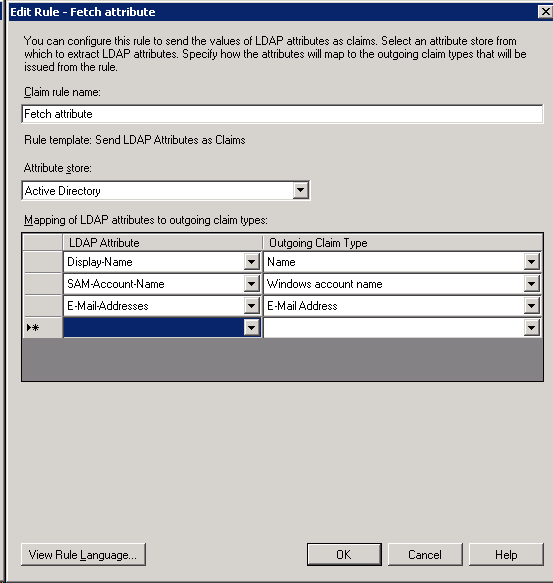 Edit Rule - Fetch attribute
You can configure this rule to send the values of LDAP attributes as claims. Select an attribute store from
which to extract LDAP attributes. Specify how the attributes will map to the outgoing claim types that will be
issued from the rule.
Claim rule name:
Fetch attribute
Rule template: Send LDAP Attributes as Claims
Attribute store:
Active Directory
Mapping of LDAP attributes to outgoing claim types:
LDAP Attribute Outgoing Claim Type
Display-Name Name
SAM-Account-Name Windows account name
E-Mail-Addresses E-Mail Address
View Rule Language... OK Cancel Help